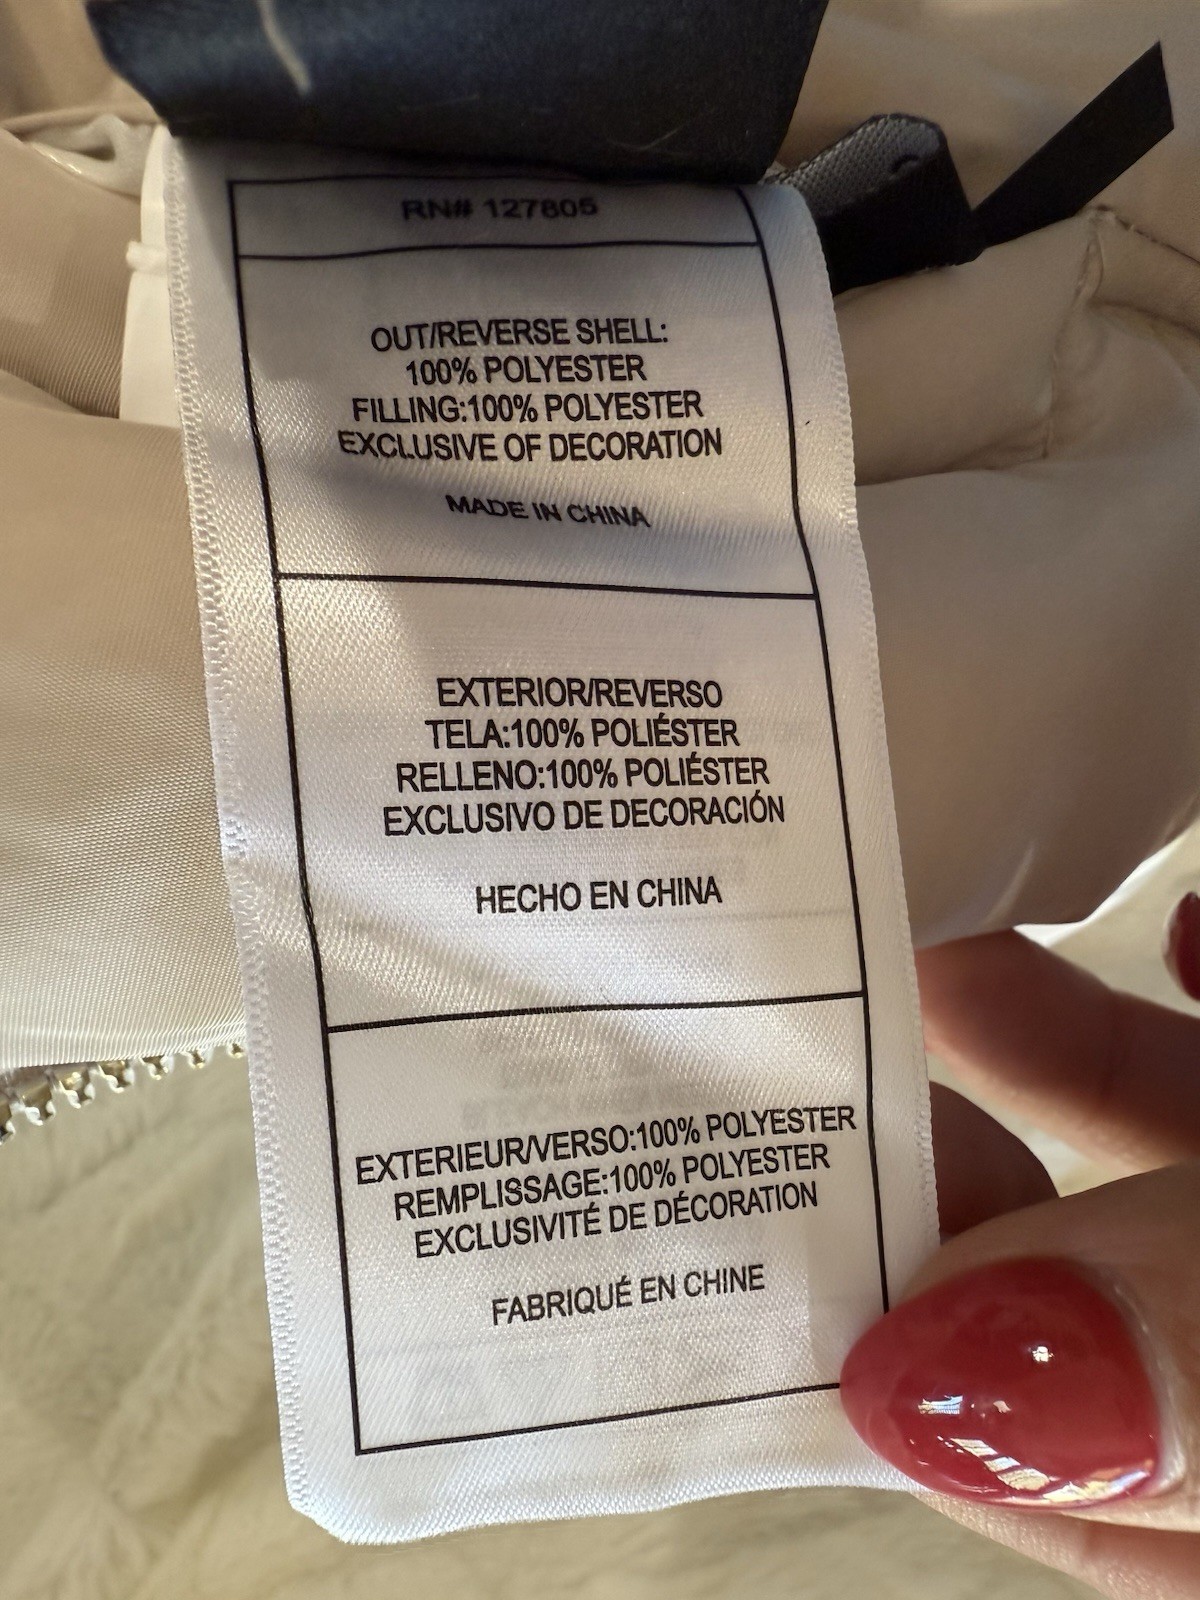 RN# 127805
OUT/REVERSE SHELL:
100% POLYESTER
FILLING:100% POLYESTER
EXCLUSIVE OF DECORATION
MADE IN CHINA
EXTERIOR/REVERSO
TELA:100% POLIÉSTER
RELLENO:100% POLIÉSTER
EXCLUSIVO DE DECORACIÓN
HECHO EN CHINA
EXTERIEUR/VERSO:100% POLYESTER
REMPLISSAGE:100% POLYESTER
EXCLUSIVITÉ DE DÉCORATION
FABRIQUÉ EN CHINE